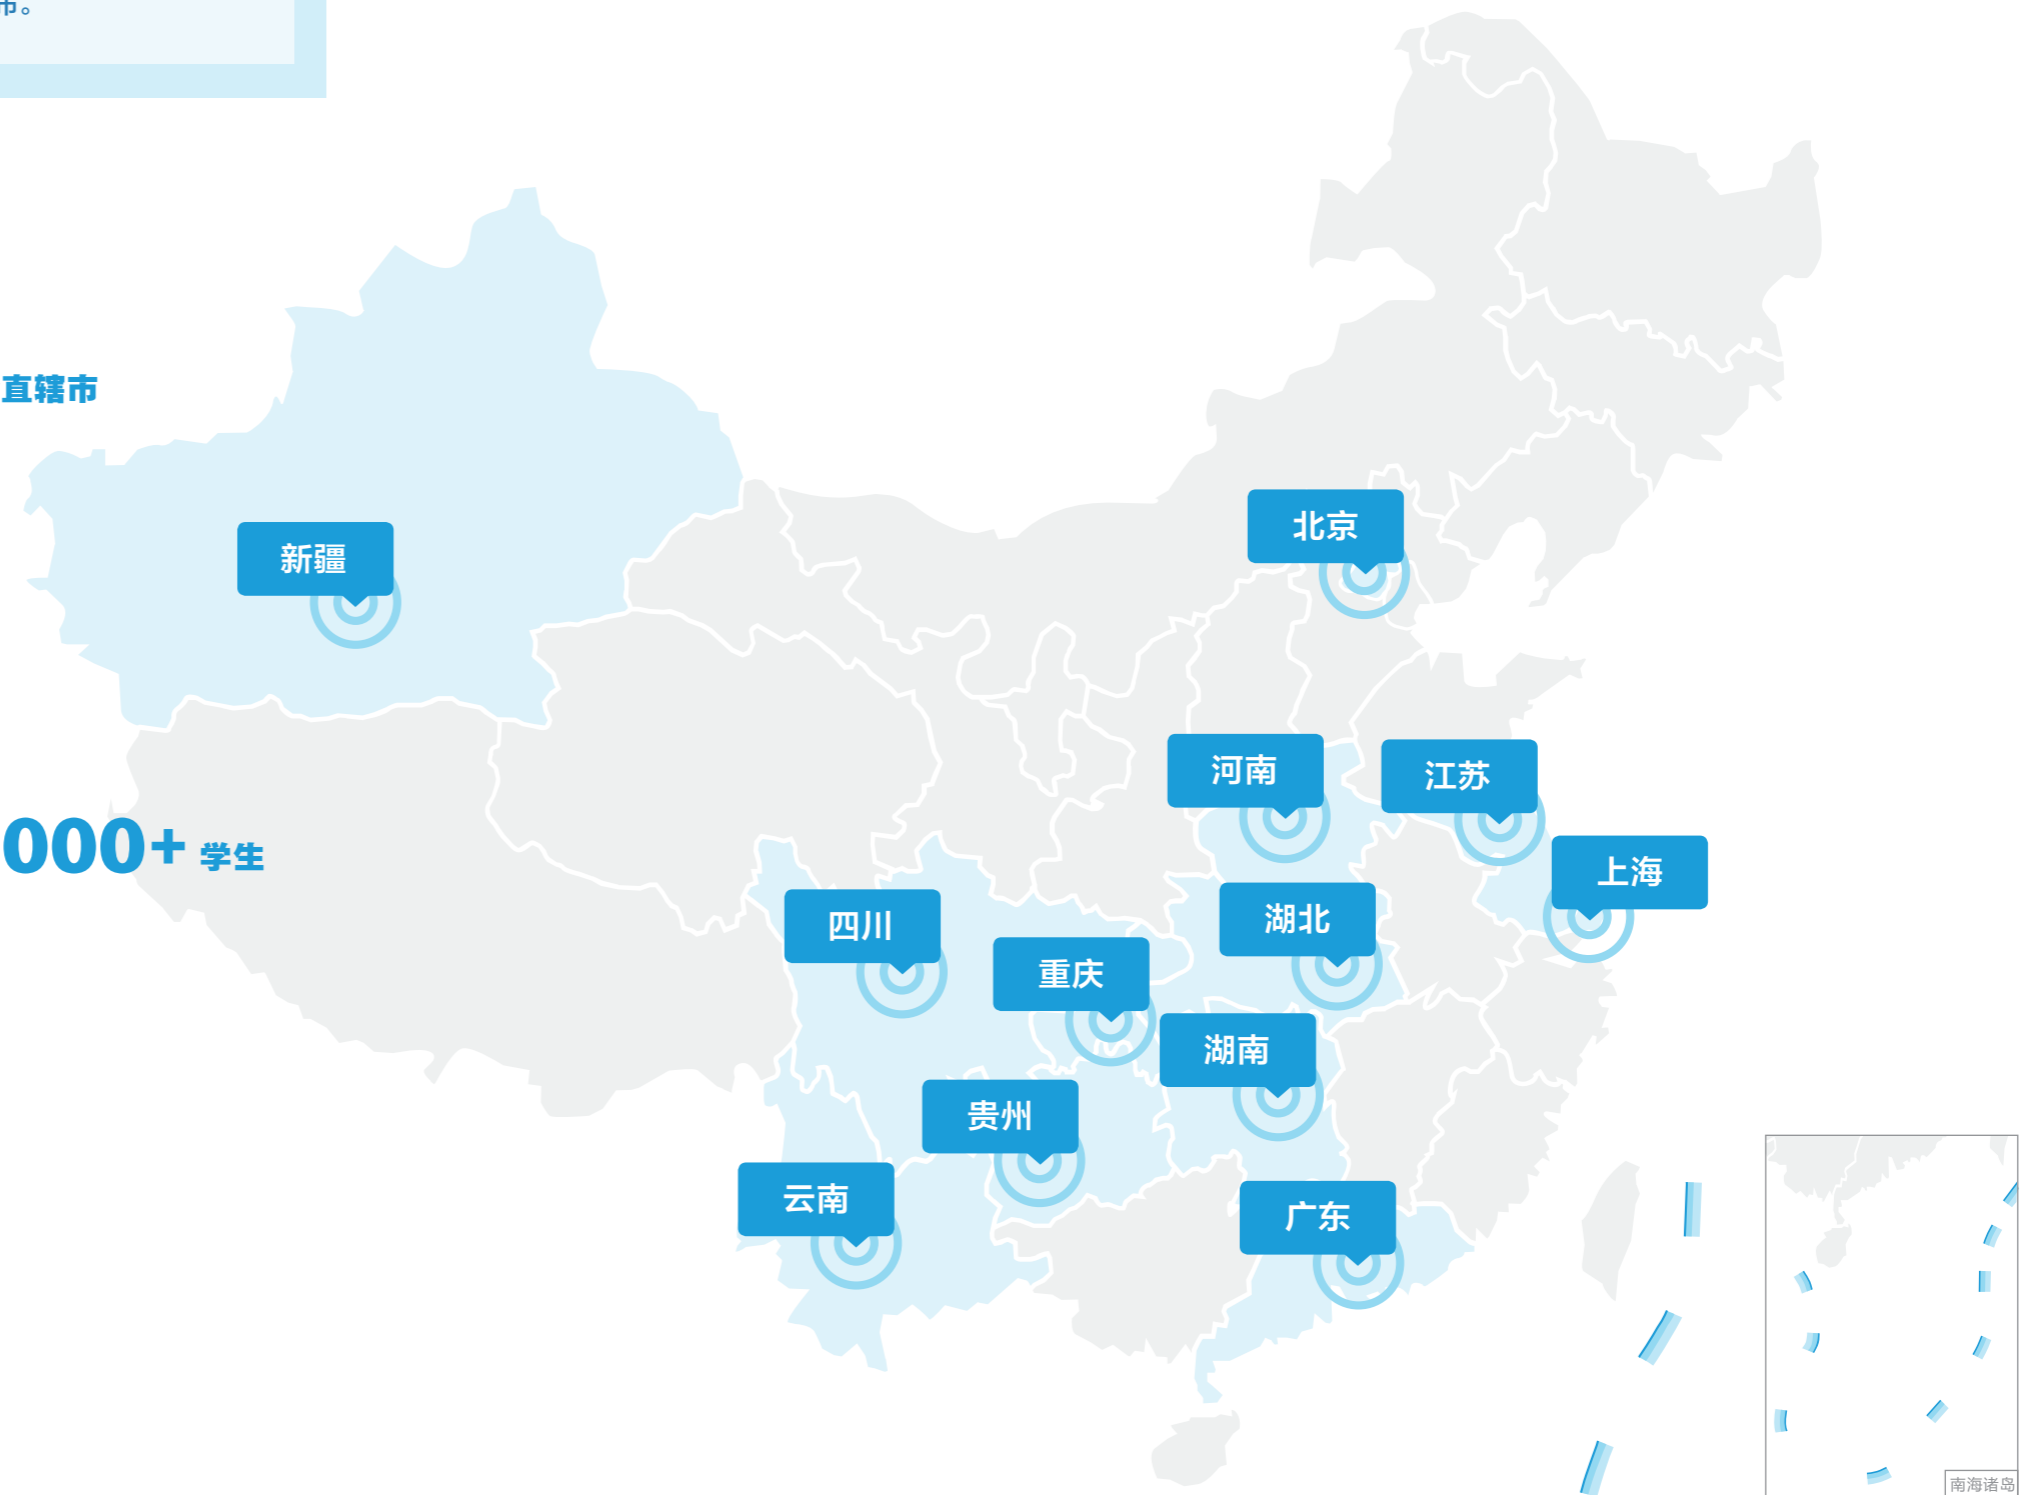 市。
直辖市
000+ 学生
新疆
北京
河南
江苏
上海
四川
湖北
重庆
湖南
贵州
云南
广东
南海诸岛